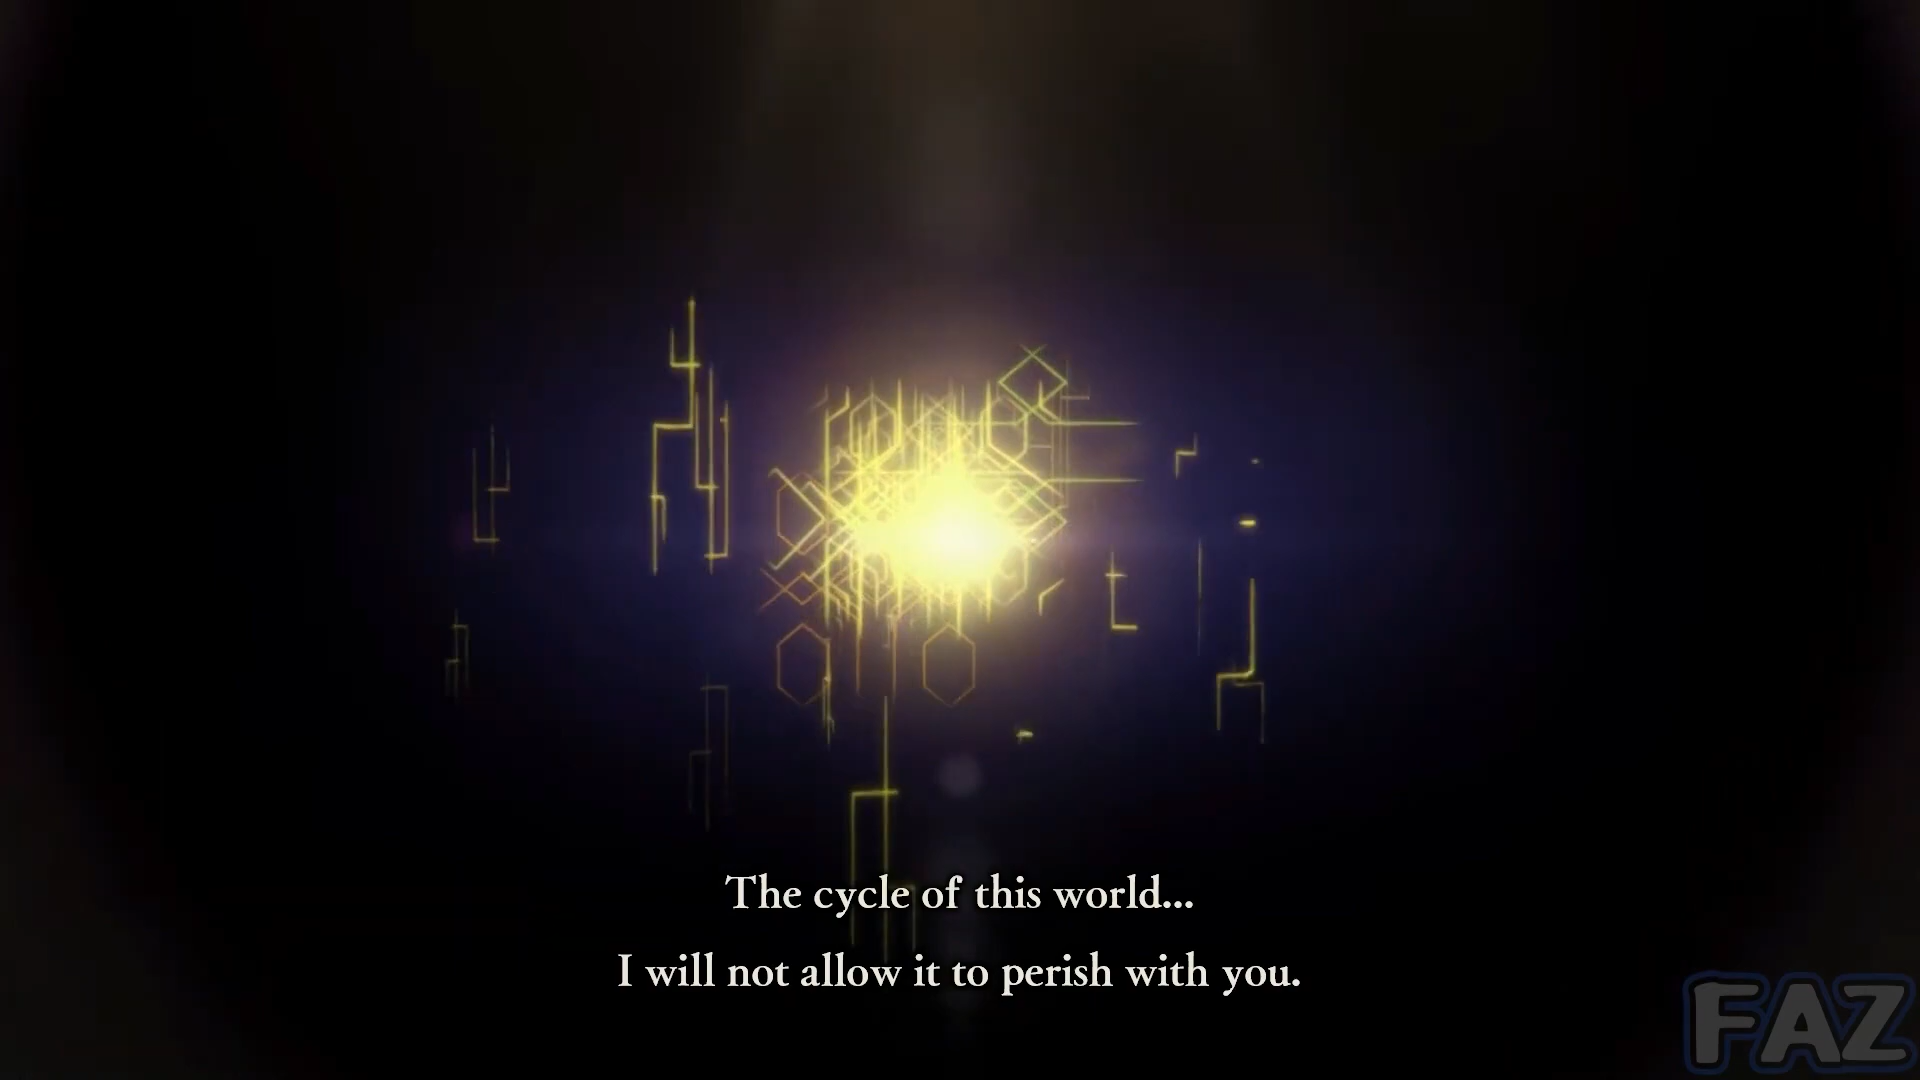 The cycle of this world...
I will not allow it to perish with you.
FAZ